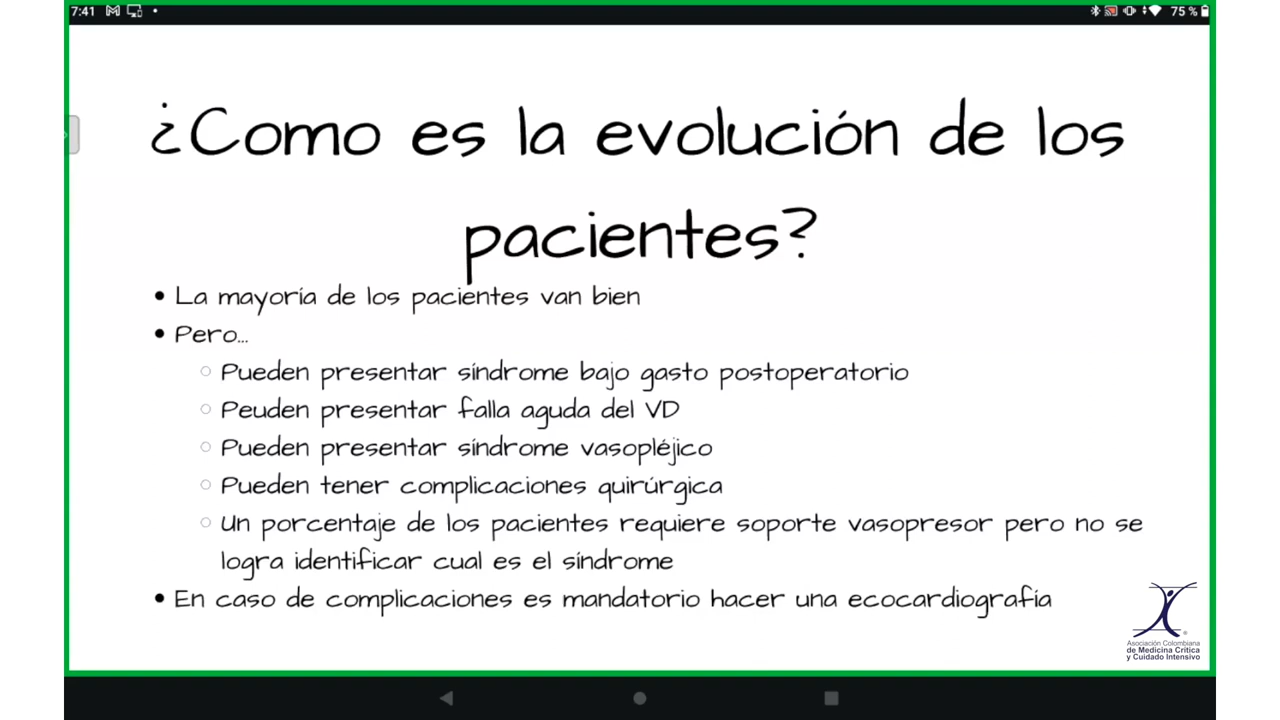 7:41
75 %
¿Como es la evolución de los
pacientes?
• La mayoría de los pacientes van bien
• Pero...
○ Pueden presentar síndrome bajo gasto postoperatorio
○ Peuden presentar falla aguda del VD
○ Pueden presentar síndrome vasopléjico
○ Pueden tener complicaciones quirúrgica
○ Un porcentaje de los pacientes requiere soporte vasopresor pero no se
logra identificar cual es el síndrome
• En caso de complicaciones es mandatorio hacer una ecocardiografía
Asociación Colombiana
de Medicina Crítica
y Cuidado Intensivo